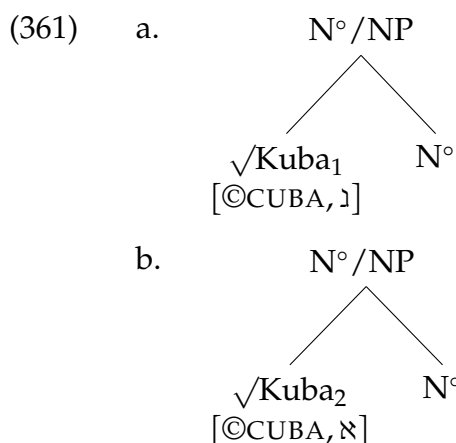 (361) a. N°/NP
√Kuba₁ N°
[©CUBA, ℷ]
b. N°/NP
√Kuba₂ N°
[©CUBA, ℵ]